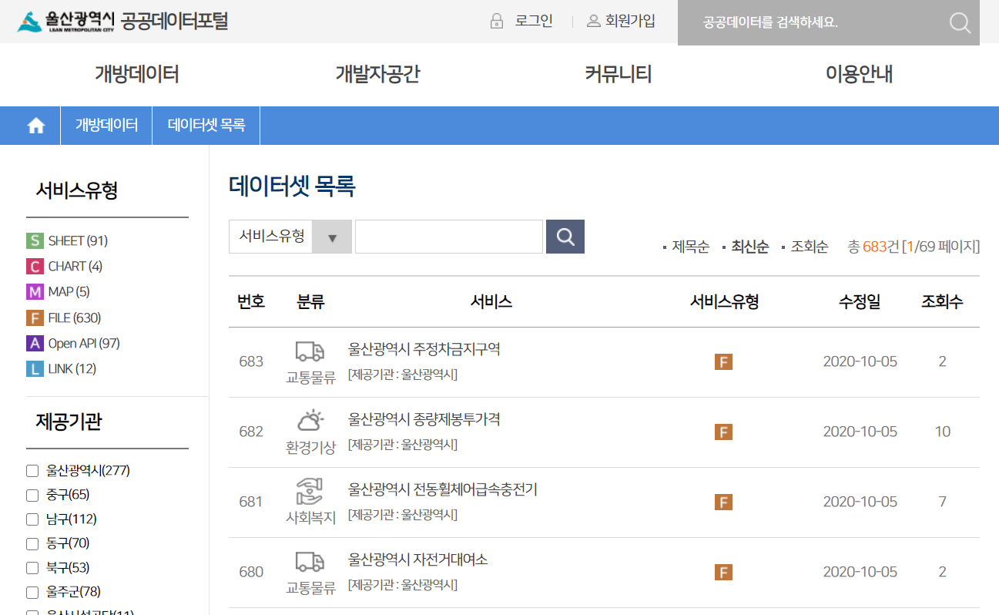 울산광역시 공공데이터포털
ULSAN METROPOLITAN CITY
로그인
회원가입
공공데이터를 검색하세요.
개방데이터 개발자공간 커뮤니티 이용안내
개방데이터 데이터셋 목록
서비스유형
S SHEET (91)
C CHART (4)
M MAP (5)
F FILE (630)
A Open API (97)
L LINK (12)
제공기관
울산광역시(277)
중구(65)
남구(112)
동구(70)
북구(53)
울주군(78)
울산시설공단(11)
데이터셋 목록
서비스유형 ▼
제목순 최신순 조회순 총 683건 [1/69 페이지]
번호 분류 서비스 서비스유형 수정일 조회수
683 교통물류 울산광역시 주정차금지구역 F 2020-10-05 2
[제공기관 : 울산광역시]
682 환경기상 울산광역시 종량제봉투가격 F 2020-10-05 10
[제공기관 : 울산광역시]
681 사회복지 울산광역시 전동휠체어급속충전기 F 2020-10-05 7
[제공기관 : 울산광역시]
680 교통물류 울산광역시 자전거대여소 F 2020-10-05 2
[제공기관 : 울산광역시]